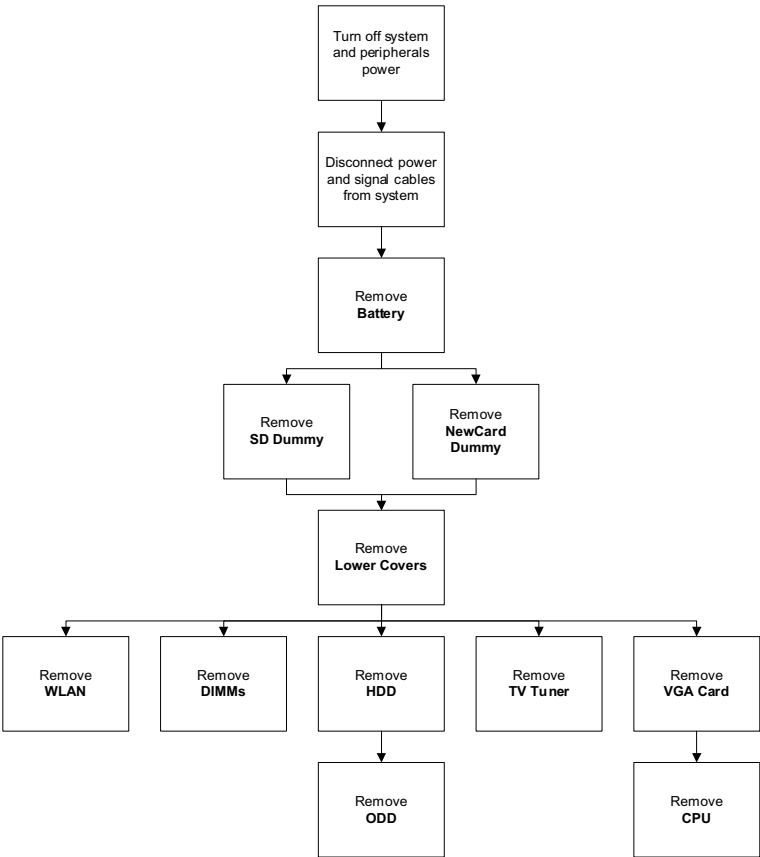 Turn off system
and peripherals
power
Disconnect power
and signal cables
from system
Remove
Battery
Remove
SD Dummy
Remove
NewCard
Dummy
Remove
Lower Covers
Remove
WLAN
Remove
DIMMs
Remove
HDD
Remove
TV Tuner
Remove
VGA Card
Remove
ODD
Remove
CPU